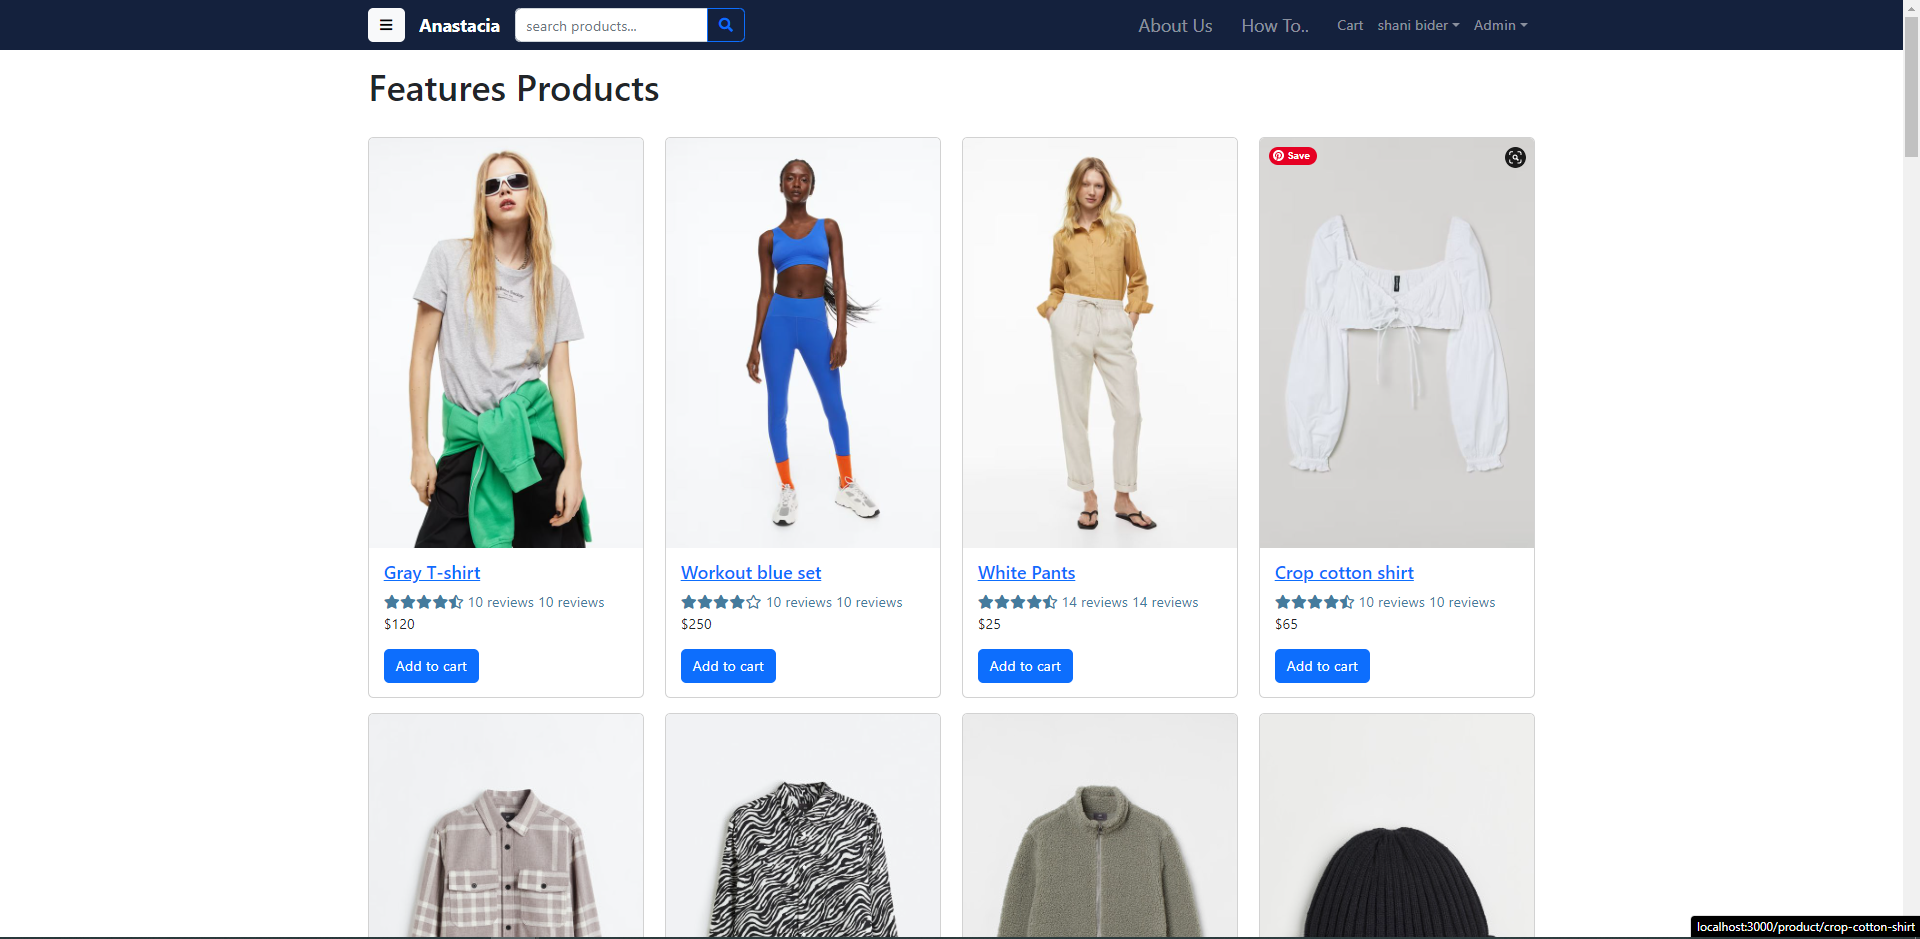 Anastacia
search products...
About Us
How To..
Cart
shani bider
Admin
Features Products
Save
Gray T-shirt
10 reviews 10 reviews
$120
Add to cart
Workout blue set
10 reviews 10 reviews
$250
Add to cart
White Pants
14 reviews 14 reviews
$25
Add to cart
Crop cotton shirt
10 reviews 10 reviews
$65
Add to cart
localhost:3000/product/crop-cotton-shirt